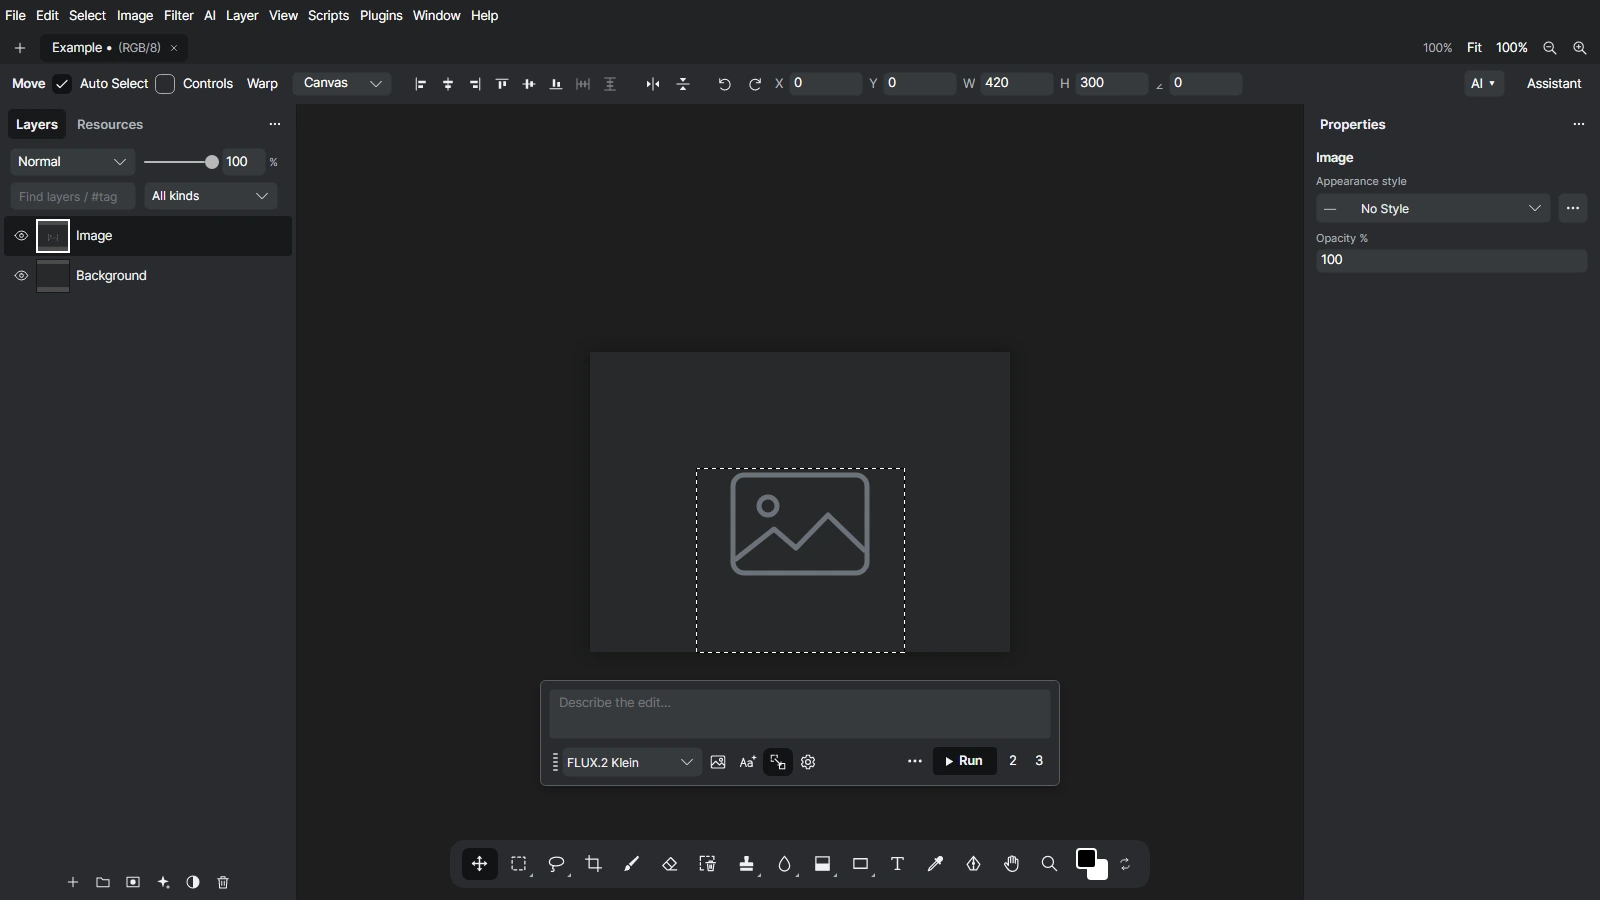 File Edit Select Image Filter AI Layer View Scripts Plugins Window Help
Example • (RGB/8) × 100% Fit 100%
Move Auto Select Controls Warp Canvas X 0 Y 0 W 420 H 300 0 AI Assistant
Layers Resources
Normal 100 %
Find layers / #tag All kinds
Image
Background
Properties
Image
Appearance style
No Style
Opacity %
100
Describe the edit...
FLUX.2 Klein Aa Run 2 3
T